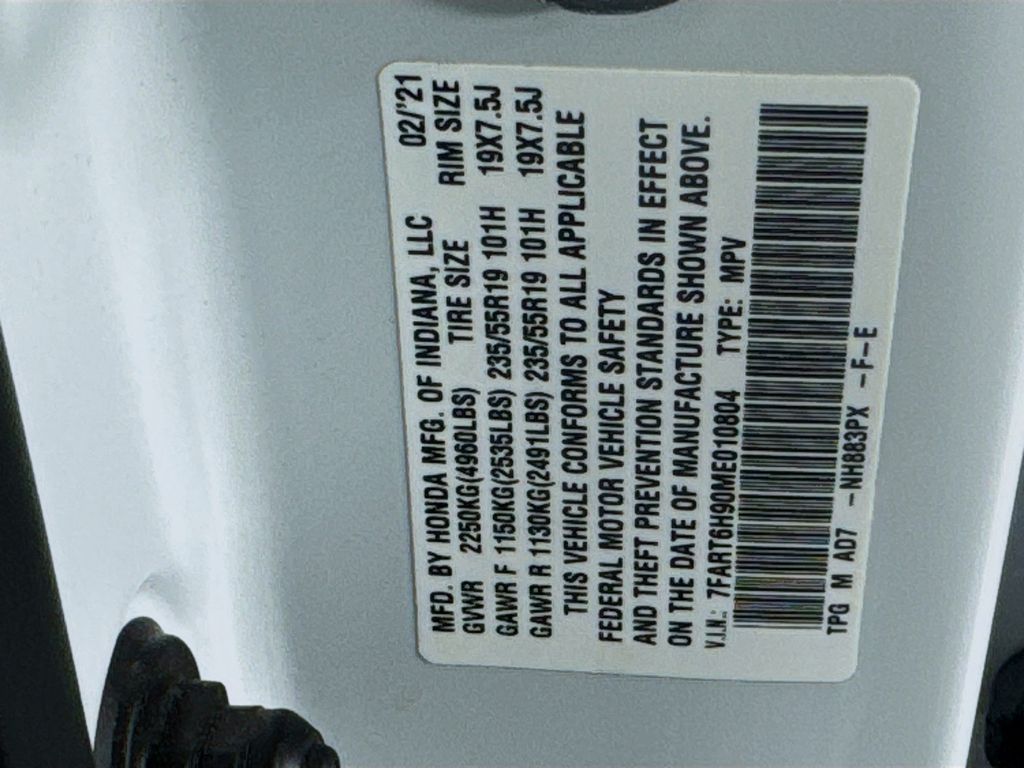 MFD. BY HONDA MFG. OF INDIANA, LLC 02/'21
GVWR 2250KG(4960LBS) TIRE SIZE RIM SIZE
GAWR F 1150KG(2535LBS) 235/55R19 101H 19X7.5J
GAWR R 1130KG(2491LBS) 235/55R19 101H 19X7.5J
THIS VEHICLE CONFORMS TO ALL APPLICABLE
FEDERAL MOTOR VEHICLE SAFETY
AND THEFT PREVENTION STANDARDS IN EFFECT
ON THE DATE OF MANUFACTURE SHOWN ABOVE.
V.I.N.: 7FART6H90ME010804 TYPE: MPV
TPG M AD7 -NH883PX -F-E